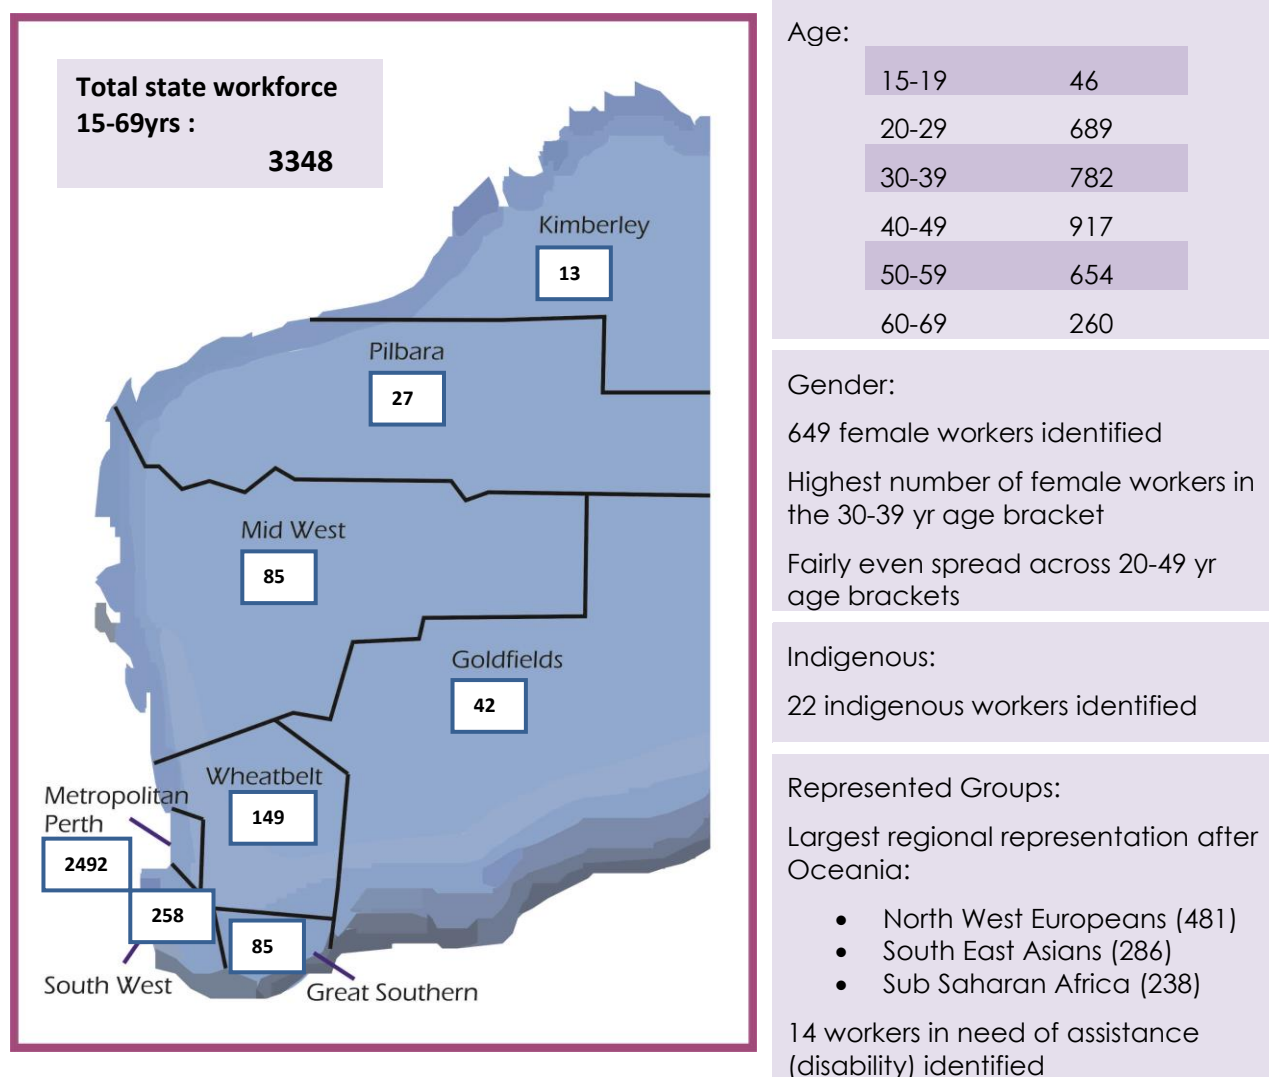 Total state workforce
15-69yrs :
3348
Kimberley
13
Pilbara
27
Mid West
85
Goldfields
42
Wheatbelt
149
Metropolitan
Perth
2492
258
85
South West
Great Southern
Age:
15-19 46
20-29 689
30-39 782
40-49 917
50-59 654
60-69 260
Gender:
649 female workers identified
Highest number of female workers in
the 30-39 yr age bracket
Fairly even spread across 20-49 yr
age brackets
Indigenous:
22 indigenous workers identified
Represented Groups:
Largest regional representation after
Oceania:
• North West Europeans (481)
• South East Asians (286)
• Sub Saharan Africa (238)
14 workers in need of assistance
(disability) identified